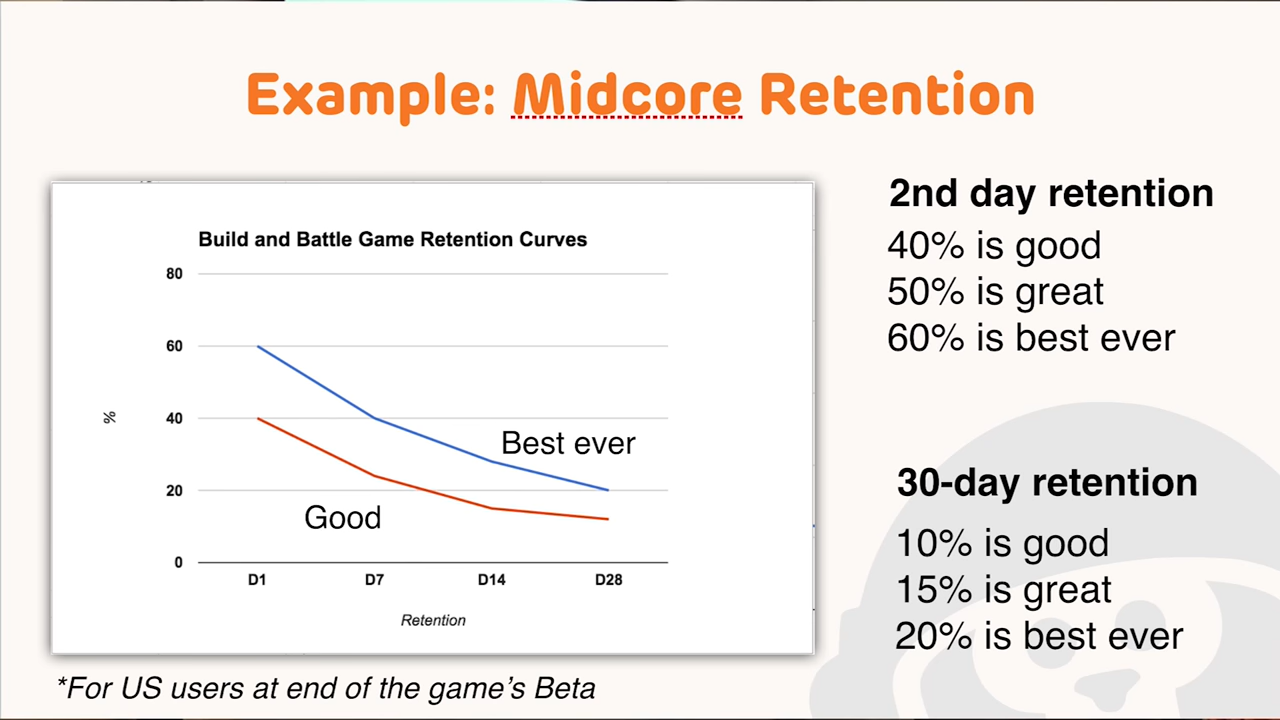 Example: Midcore Retention
Build and Battle Game Retention Curves
80
60
%
40
20
0
Best ever
Good
D1 D7 D14 D28
Retention
*For US users at end of the game's Beta
2nd day retention
40% is good
50% is great
60% is best ever
30-day retention
10% is good
15% is great
20% is best ever